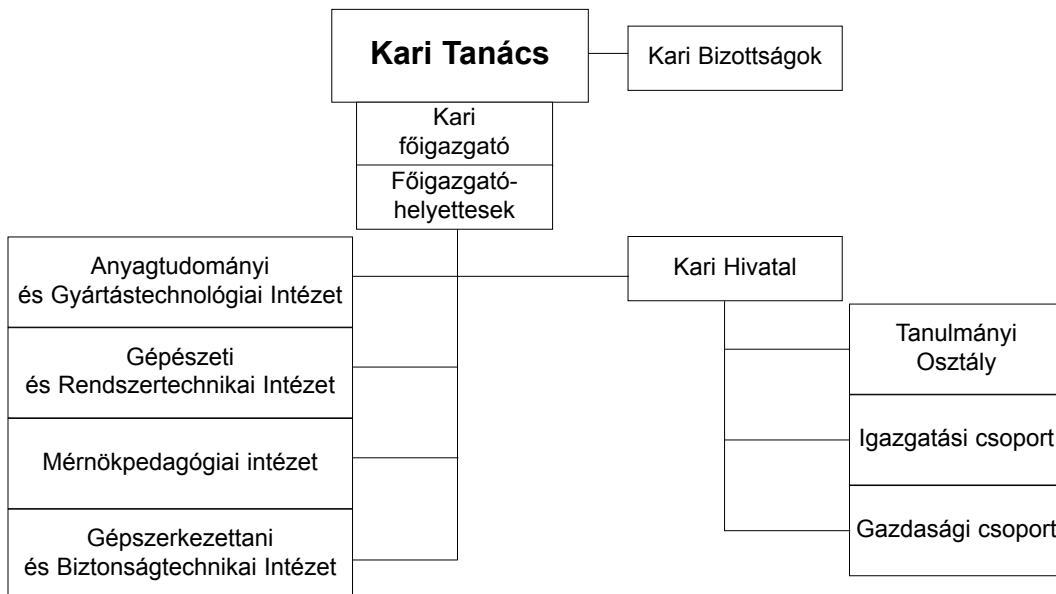 Kari Tanács
Kari Bizottságok
Kari
főigazgató
Főigazgató-
helyettesek
Anyagtudományi
és Gyártástechnológiai Intézet
Gépészeti
és Rendszertechnikai Intézet
Mérnökpedagógiai intézet
Gépszerkezettani
és Biztonságtechnikai Intézet
Kari Hivatal
Tanulmányi
Osztály
Igazgatási csoport
Gazdasági csoport